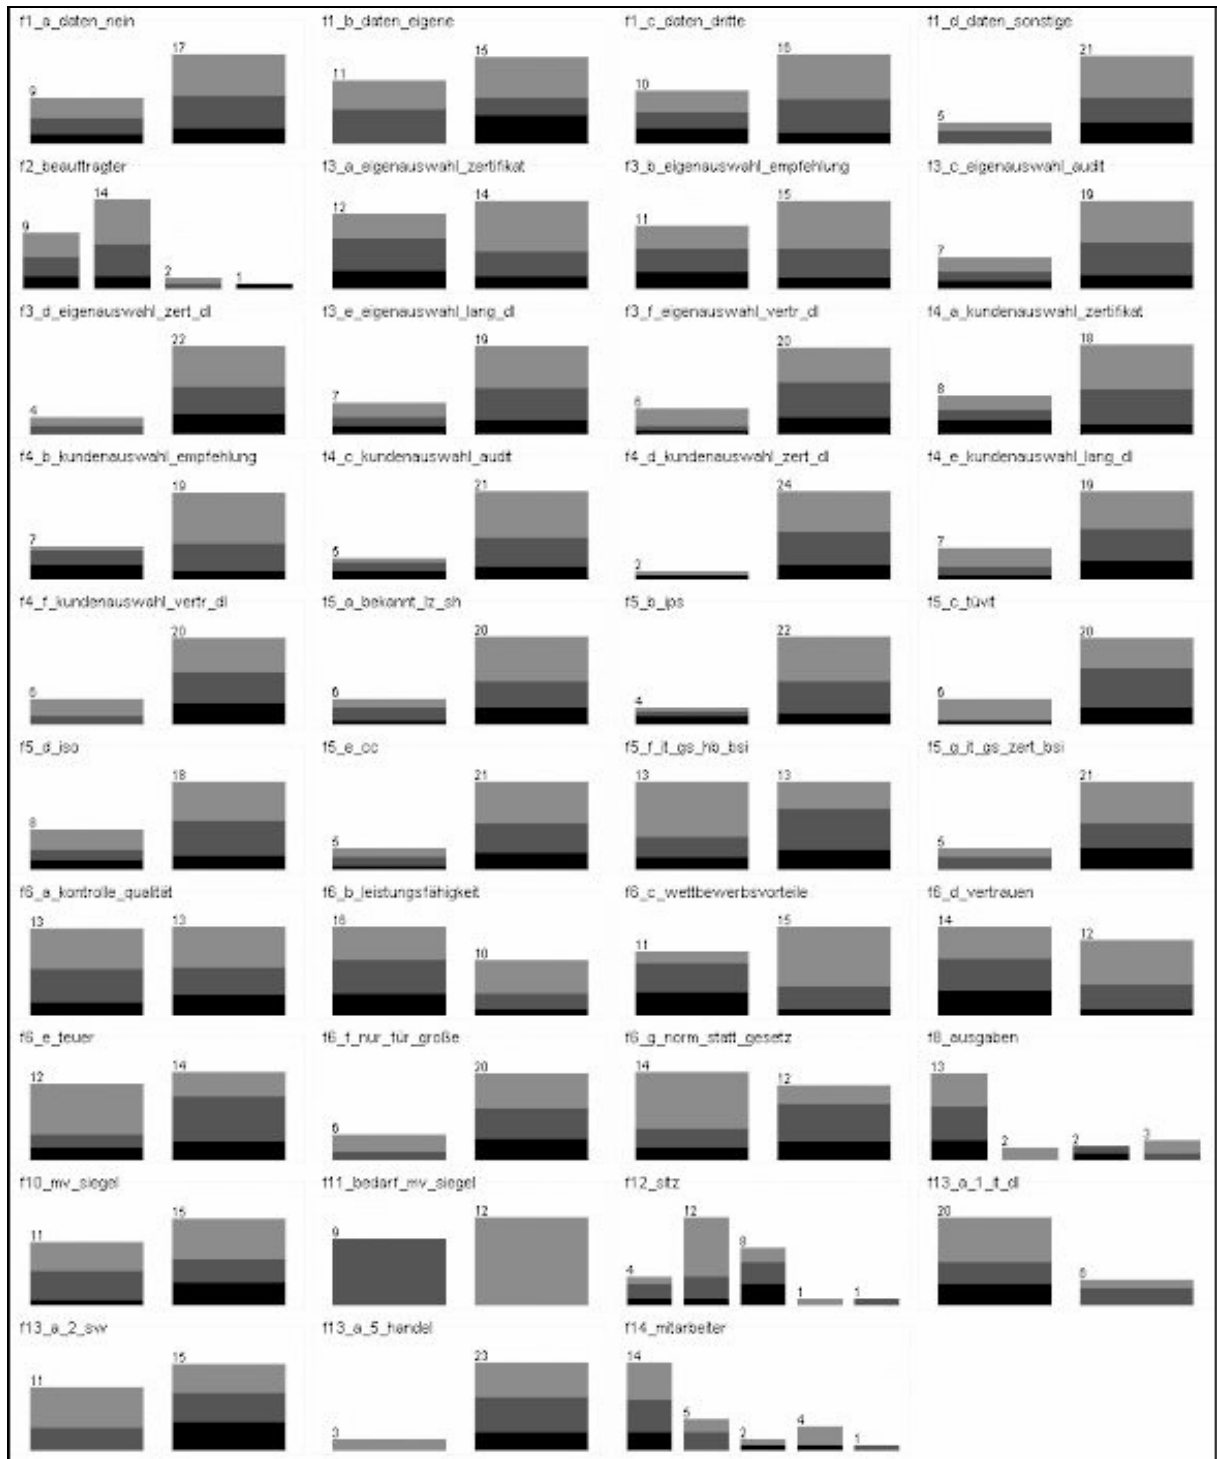 f1_a_daten_nein f1_b_daten_eigene f1_c_daten_dritte f1_d_daten_sonstige
9 17 11 15 10 16 5 21
f2_beauftragter f3_a_eigenauswahl_zertifikat f3_b_eigenauswahl_empfehlung f3_c_eigenauswahl_audit
9 14 2 1 12 14 11 15 7 19
f3_d_eigenauswahl_zert_dl f3_e_eigenauswahl_lang_dl f3_f_eigenauswahl_vertr_dl f4_a_kundenauswahl_zertifikat
4 22 7 19 6 20 8 18
f4_b_kundenauswahl_empfehlung f4_c_kundenauswahl_audit f4_d_kundenauswahl_zert_dl f4_e_kundenauswahl_lang_dl
7 19 5 21 2 24 7 19
f4_f_kundenauswahl_vertr_dl f5_a_bekannt_lz_sh f5_b_ips f5_c_tüvit
6 20 6 20 4 22 6 20
f5_d_iso f5_e_cc f5_f_it_gs_hb_bsi f5_g_it_gs_zert_bsi
8 18 5 21 13 13 5 21
f6_a_kontrolle_qualität f6_b_leistungsfähigkeit f6_c_wettbewerbsvorteile f6_d_vertrauen
13 13 16 10 11 15 14 12
f6_e_teuer f6_f_nur_für_große f6_g_norm_statt_gesetz f8_ausgaben
12 14 6 20 14 12 13 2 2 3
f10_mv_siegel f11_bedarf_mv_siegel f12_sitz f13_a_1_it_dl
11 15 9 12 4 12 8 1 1 20 6
f13_a_2_sw f13_a_5_handel f14_mitarbeiter
11 15 3 23 14 5 2 4 1